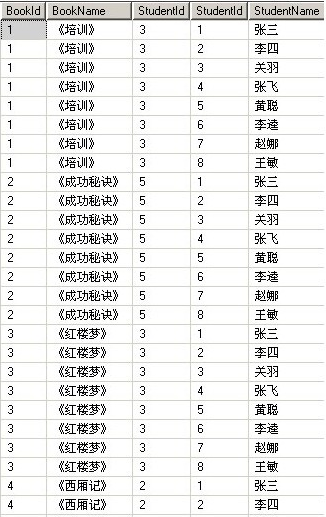 BookId BookName StudentId StudentId StudentName
1 《培训》 3 1 张三
1 《培训》 3 2 李四
1 《培训》 3 3 关羽
1 《培训》 3 4 张飞
1 《培训》 3 5 黄聪
1 《培训》 3 6 李逵
1 《培训》 3 7 赵娜
1 《培训》 3 8 王敏
2 《成功秘诀》 5 1 张三
2 《成功秘诀》 5 2 李四
2 《成功秘诀》 5 3 关羽
2 《成功秘诀》 5 4 张飞
2 《成功秘诀》 5 5 黄聪
2 《成功秘诀》 5 6 李逵
2 《成功秘诀》 5 7 赵娜
2 《成功秘诀》 5 8 王敏
3 《红楼梦》 3 1 张三
3 《红楼梦》 3 2 李四
3 《红楼梦》 3 3 关羽
3 《红楼梦》 3 4 张飞
3 《红楼梦》 3 5 黄聪
3 《红楼梦》 3 6 李逵
3 《红楼梦》 3 7 赵娜
3 《红楼梦》 3 8 王敏
4 《西厢记》 2 1 张三
4 《西厢记》 2 2 李四